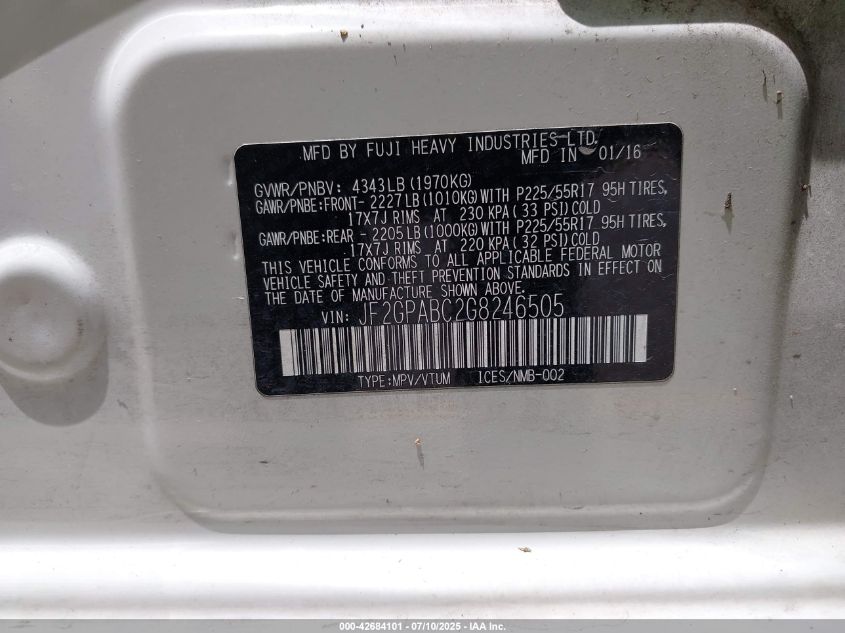 MFD BY FUJI HEAVY INDUSTRIES LTD.
MFD IN 01/16
GVWR/PNBV: 4343LB(1970KG)
GAWR/PNBE:FRONT- 2227LB(1010KG)WITH P225/55R17 95H TIRES,
17X7J RIMS AT 230 KPA(33 PSI)COLD
GAWR/PNBE:REAR - 2205LB(1000KG)WITH P225/55R17 95H TIRES,
17X7J RIMS AT 220 KPA(32 PSI)COLD
THIS VEHICLE CONFORMS TO ALL APPLICABLE FEDERAL MOTOR
VEHICLE SAFETY AND THEFT PREVENTION STANDARDS IN EFFECT ON
THE DATE OF MANUFACTURE SHOWN ABOVE.
VIN: JF2GPABC2G8246505
TYPE:MPV/VTUM ICES/NMB-002
000-42684101 - 07/10/2025 - IAA Inc.